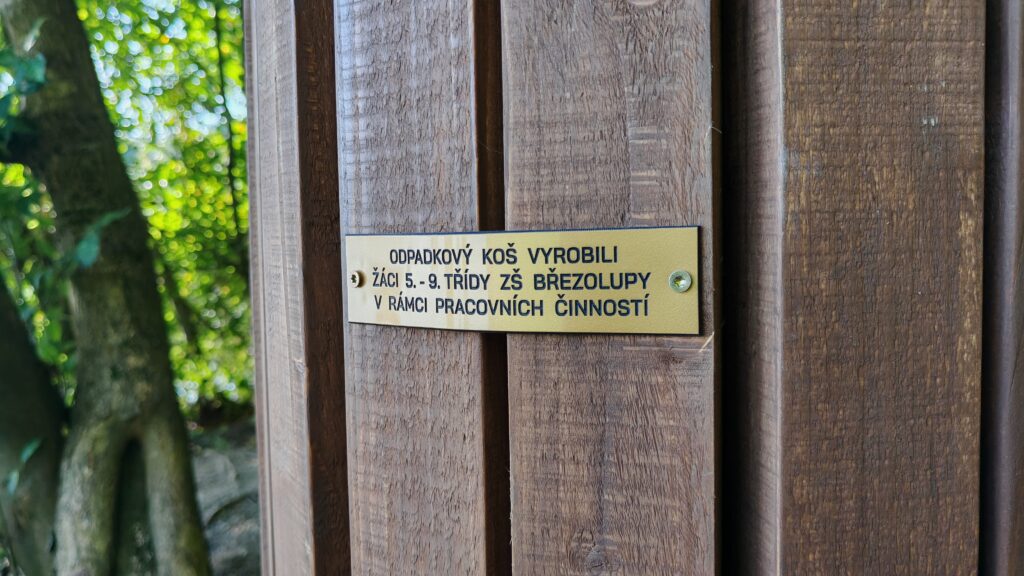 ODPADKOVÝ KOŠ VYROBILI
ŽÁCI 5.-9. TŘÍDY ZŠ BŘEZOLUPY
V RÁMCI PRACOVNÍCH ČINNOSTÍ